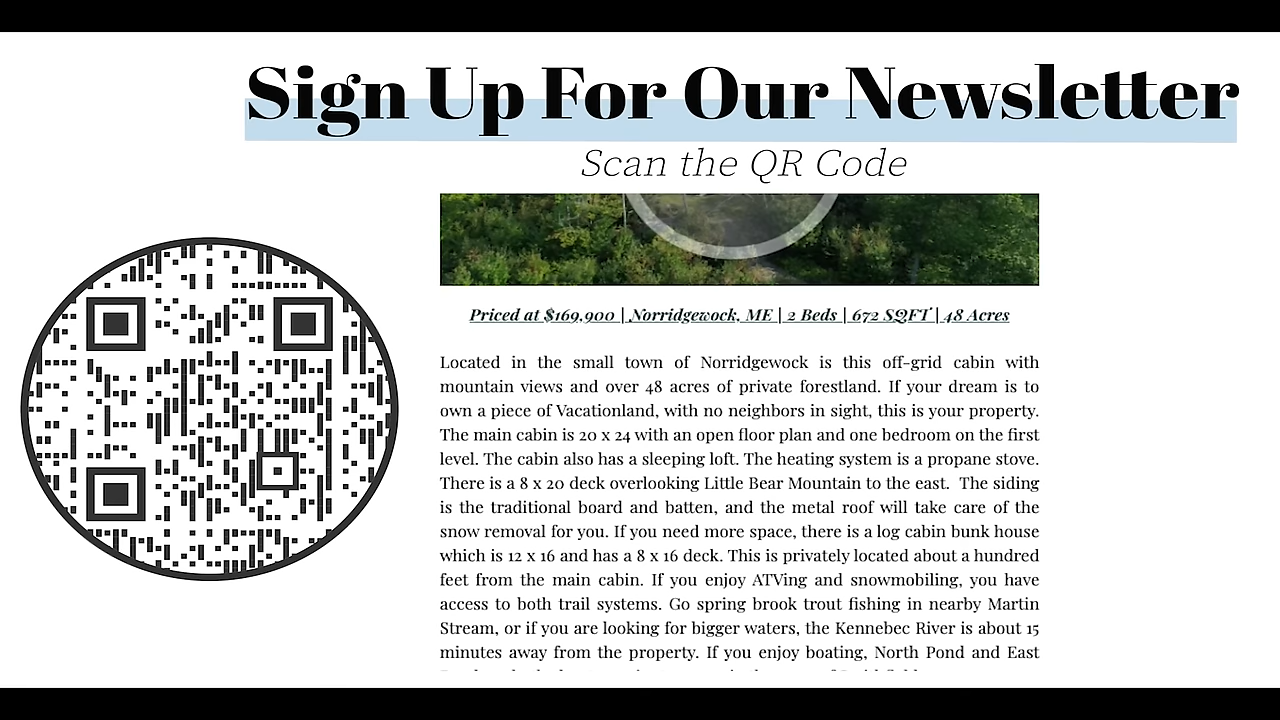 Sign Up For Our Newsletter
Scan the QR Code
Priced at $169,900 | Norridgewock, ME | 2 Beds | 672 SQFT | 48 Acres
Located in the small town of Norridgewock is this off-grid cabin with
mountain views and over 48 acres of private forestland. If your dream is to
own a piece of Vacationland, with no neighbors in sight, this is your property.
The main cabin is 20 x 24 with an open floor plan and one bedroom on the first
level. The cabin also has a sleeping loft. The heating system is a propane stove.
There is a 8 x 20 deck overlooking Little Bear Mountain to the east. The siding
is the traditional board and batten, and the metal roof will take care of the
snow removal for you. If you need more space, there is a log cabin bunk house
which is 12 x 16 and has a 8 x 16 deck. This is privately located about a hundred
feet from the main cabin. If you enjoy ATVing and snowmobiling, you have
access to both trail systems. Go spring brook trout fishing in nearby Martin
Stream, or if you are looking for bigger waters, the Kennebec River is about 15
minutes away from the property. If you enjoy boating, North Pond and East